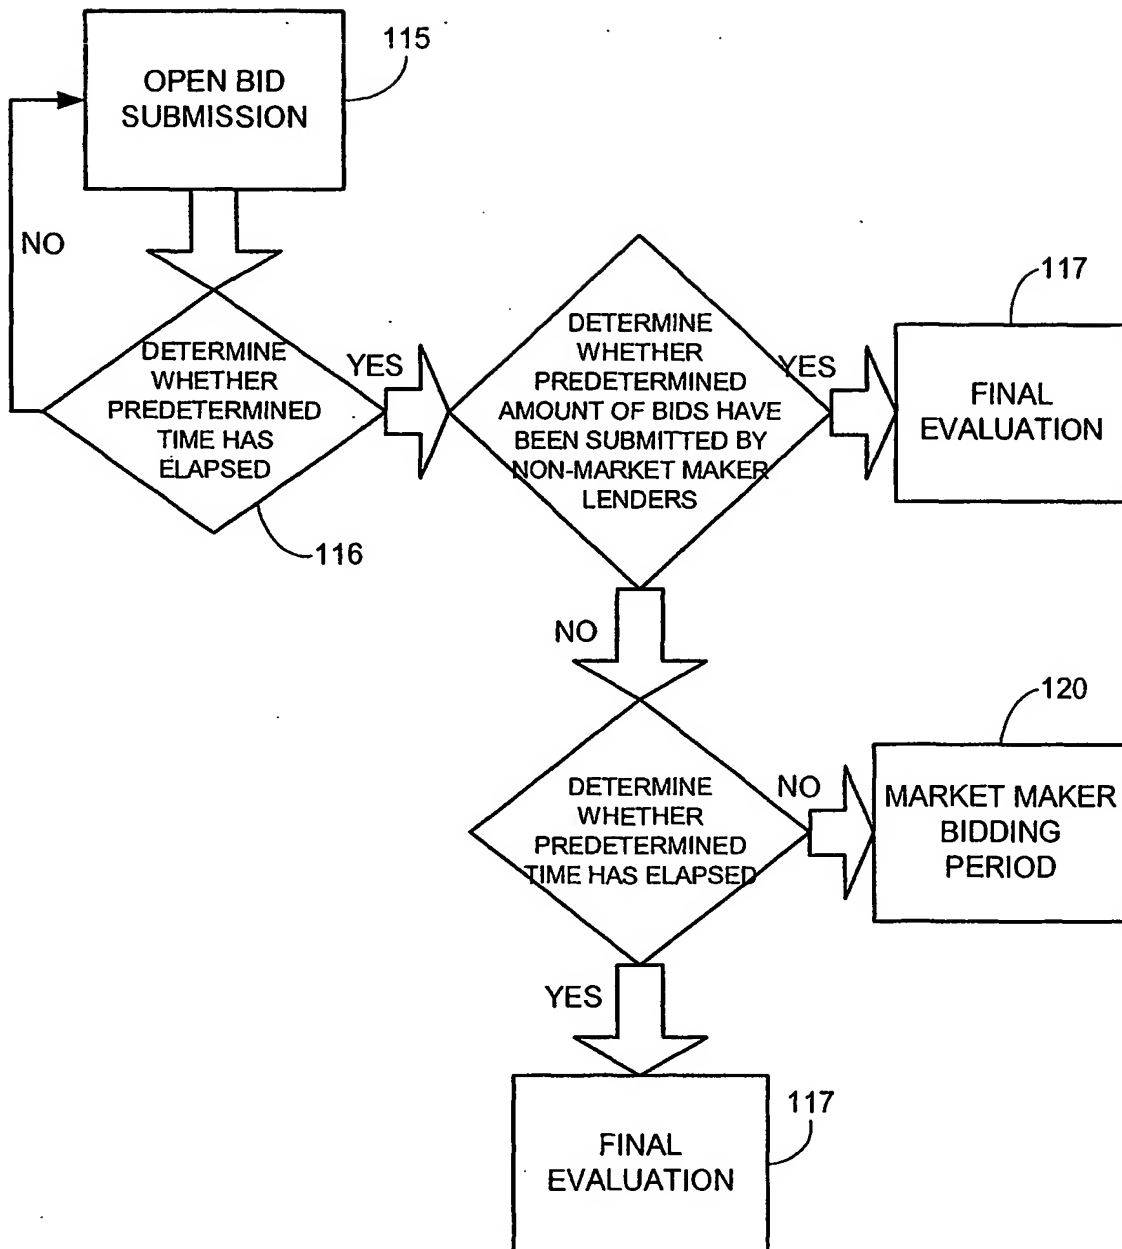 115
OPEN BID
SUBMISSION
NO
117
DETERMINE
WHETHER
PREDETERMINED
TIME HAS
ELAPSED
YES
DETERMINE
WHETHER
PREDETERMINED
AMOUNT OF BIDS HAVE
BEEN SUBMITTED BY
NON-MARKET MAKER
LENDERS
YES
FINAL
EVALUATION
116
NO
120
DETERMINE
WHETHER
PREDETERMINED
TIME HAS ELAPSED
NO
MARKET MAKER
BIDDING
PERIOD
YES
117
FINAL
EVALUATION